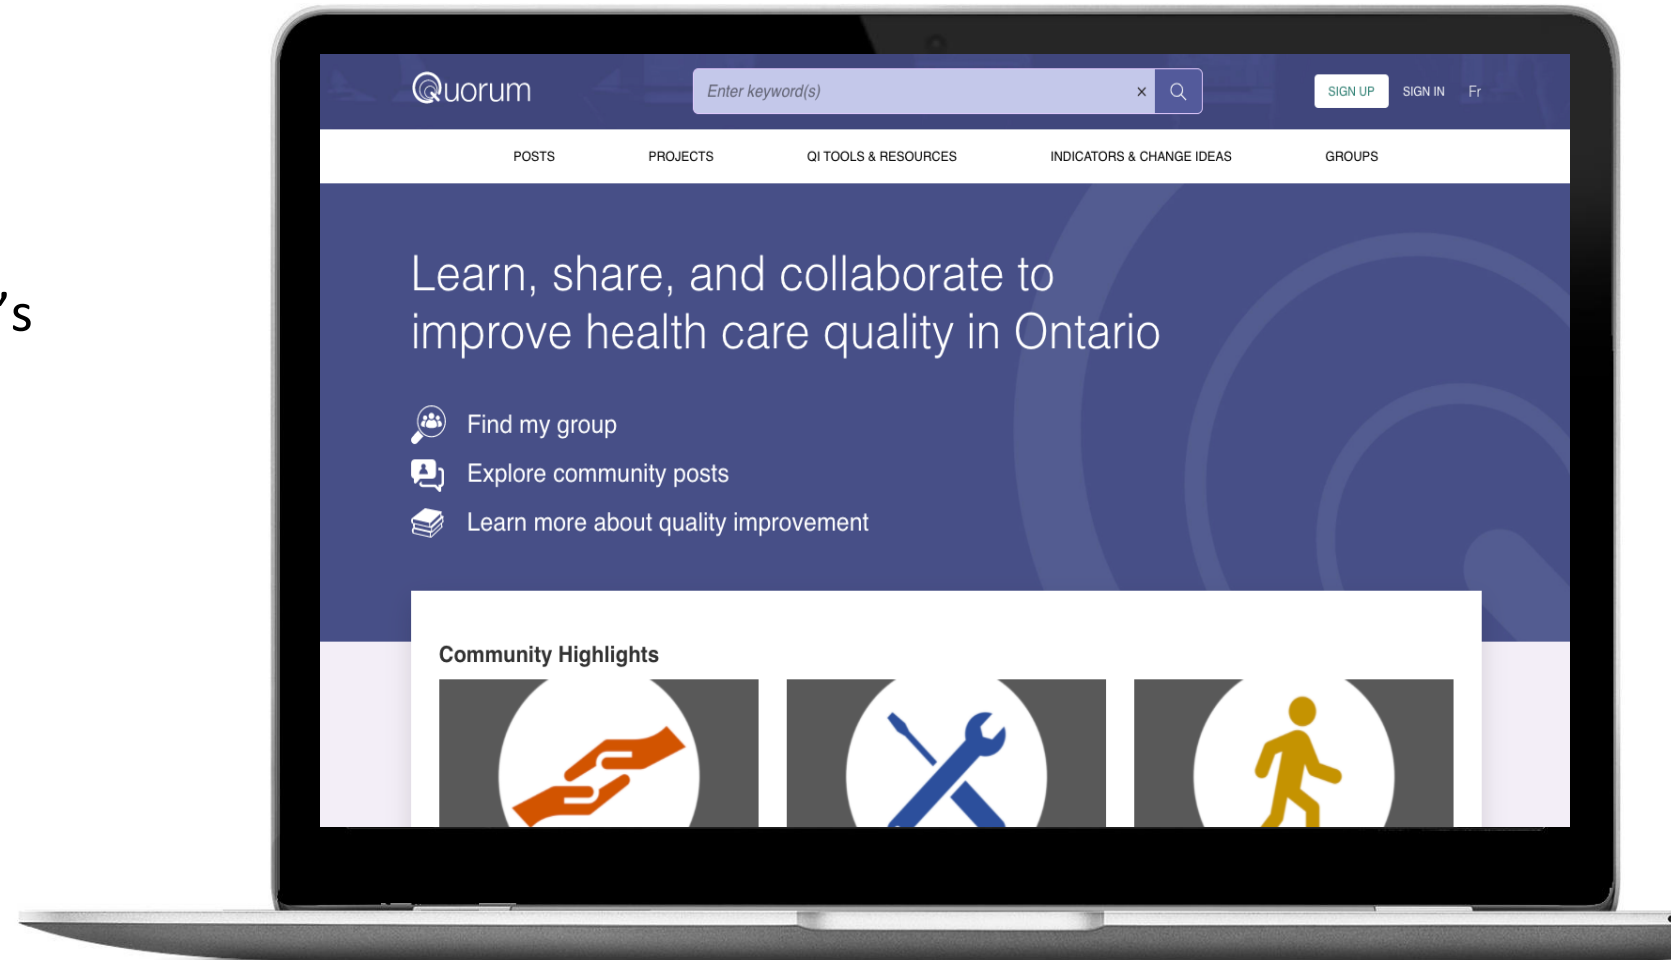 Quorum
Enter keyword(s)
SIGN UP
SIGN IN
Fr
POSTS
PROJECTS
QI TOOLS & RESOURCES
INDICATORS & CHANGE IDEAS
GROUPS
’s
Learn, share, and collaborate to
improve health care quality in Ontario
Find my group
Explore community posts
Learn more about quality improvement
Community Highlights